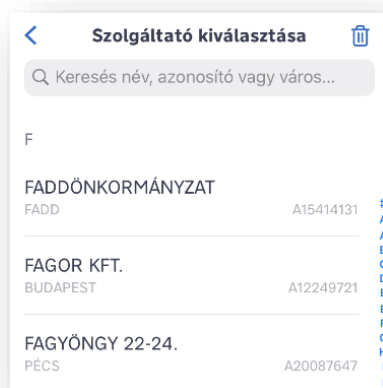 Szolgáltató kiválasztása
Keresés név, azonosító vagy város...
F
FADDÖNKORMÁNYZAT
FADD A15414131
FAGOR KFT.
BUDAPEST A12249721
FAGYÖNGY 22-24.
PÉCS A20087647